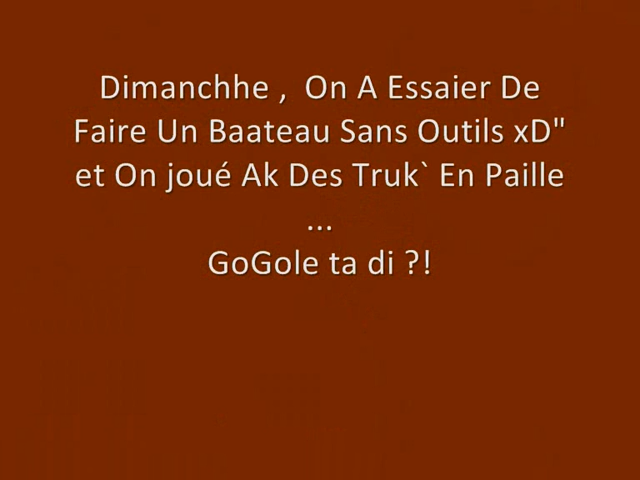 Dimanchhe ,  On A Essaier De
Faire Un Baateau Sans Outils xD"
et On joué Ak Des Truk` En Paille
...
GoGole ta di ?!